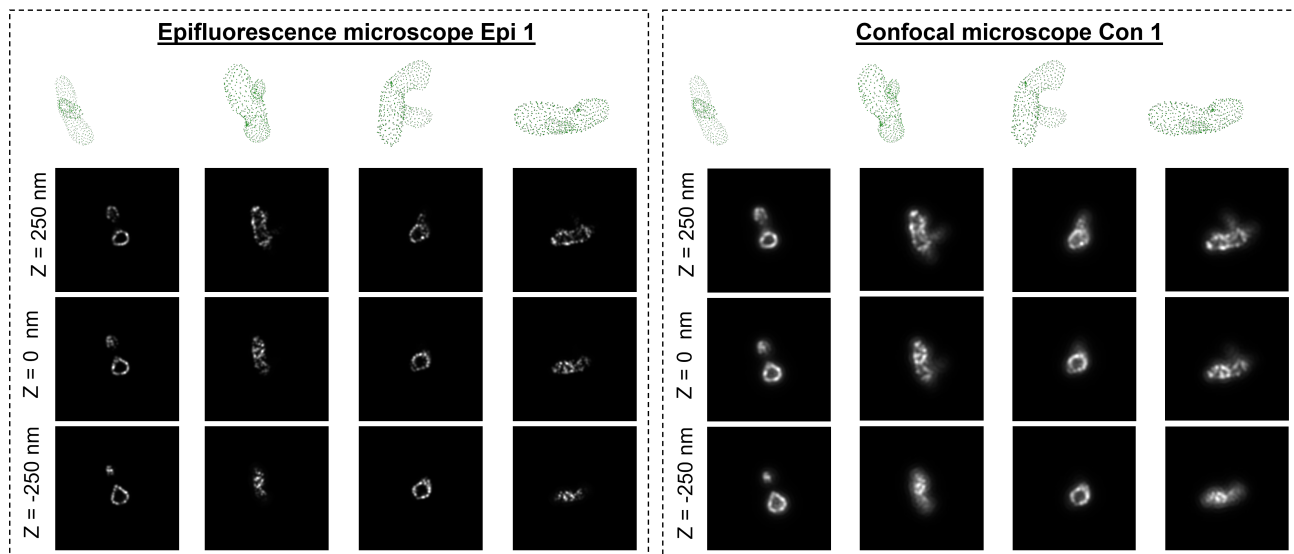 Epifluorescence microscope Epi 1
Z = 250 nm
Z = 0 nm
Z = -250 nm
Confocal microscope Con 1
Z = 250 nm
Z = 0 nm
Z = -250 nm